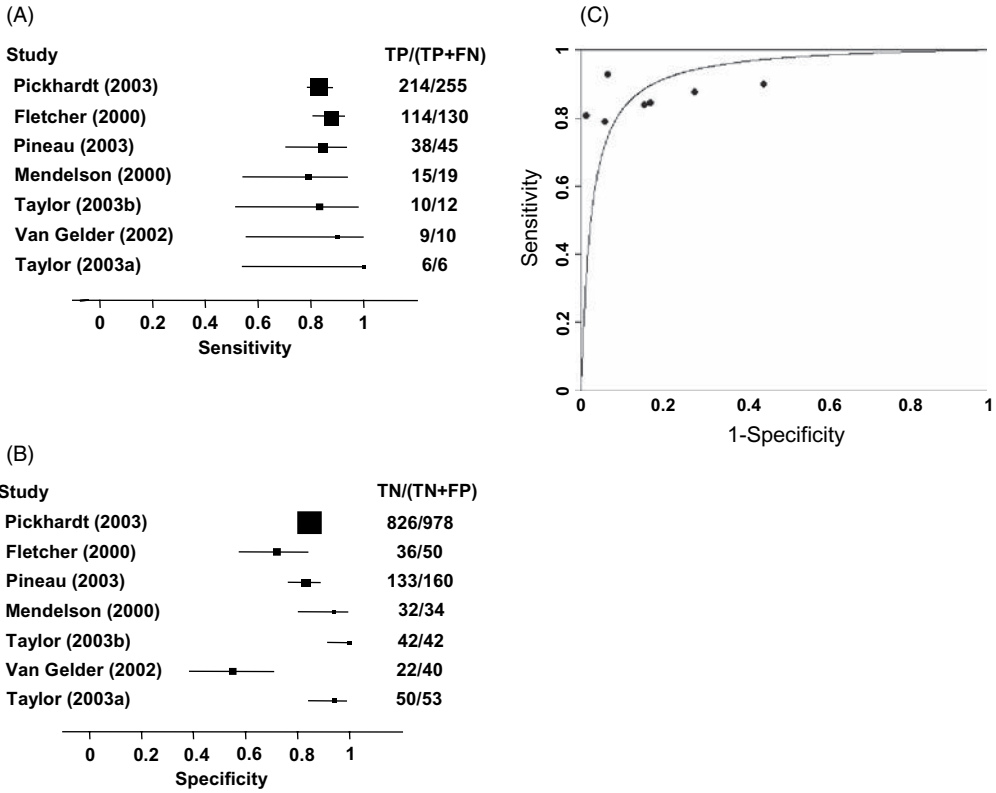 (A)
Study TP/(TP+FN)
Pickhardt (2003) 214/255
Fletcher (2000) 114/130
Pineau (2003) 38/45
Mendelson (2000) 15/19
Taylor (2003b) 10/12
Van Gelder (2002) 9/10
Taylor (2003a) 6/6
0 0.2 0.4 0.6 0.8 1
Sensitivity
(B)
Study TN/(TN+FP)
Pickhardt (2003) 826/978
Fletcher (2000) 36/50
Pineau (2003) 133/160
Mendelson (2000) 32/34
Taylor (2003b) 42/42
Van Gelder (2002) 22/40
Taylor (2003a) 50/53
0 0.2 0.4 0.6 0.8 1
Specificity
(C)
1
0.8
0.6
0.4
0.2
0
Sensitivity
0 0.2 0.4 0.6 0.8 1
1-Specificity